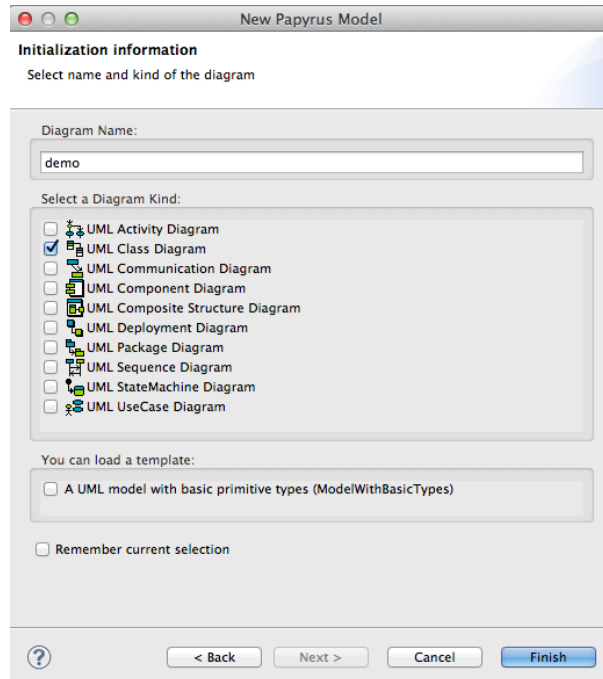 New Papyrus Model
Initialization information
Select name and kind of the diagram
Diagram Name:
demo
Select a Diagram Kind:
UML Activity Diagram
UML Class Diagram
UML Communication Diagram
UML Component Diagram
UML Composite Structure Diagram
UML Deployment Diagram
UML Package Diagram
UML Sequence Diagram
UML StateMachine Diagram
UML UseCase Diagram
You can load a template:
A UML model with basic primitive types (ModelWithBasicTypes)
Remember current selection
? < Back Next > Cancel Finish